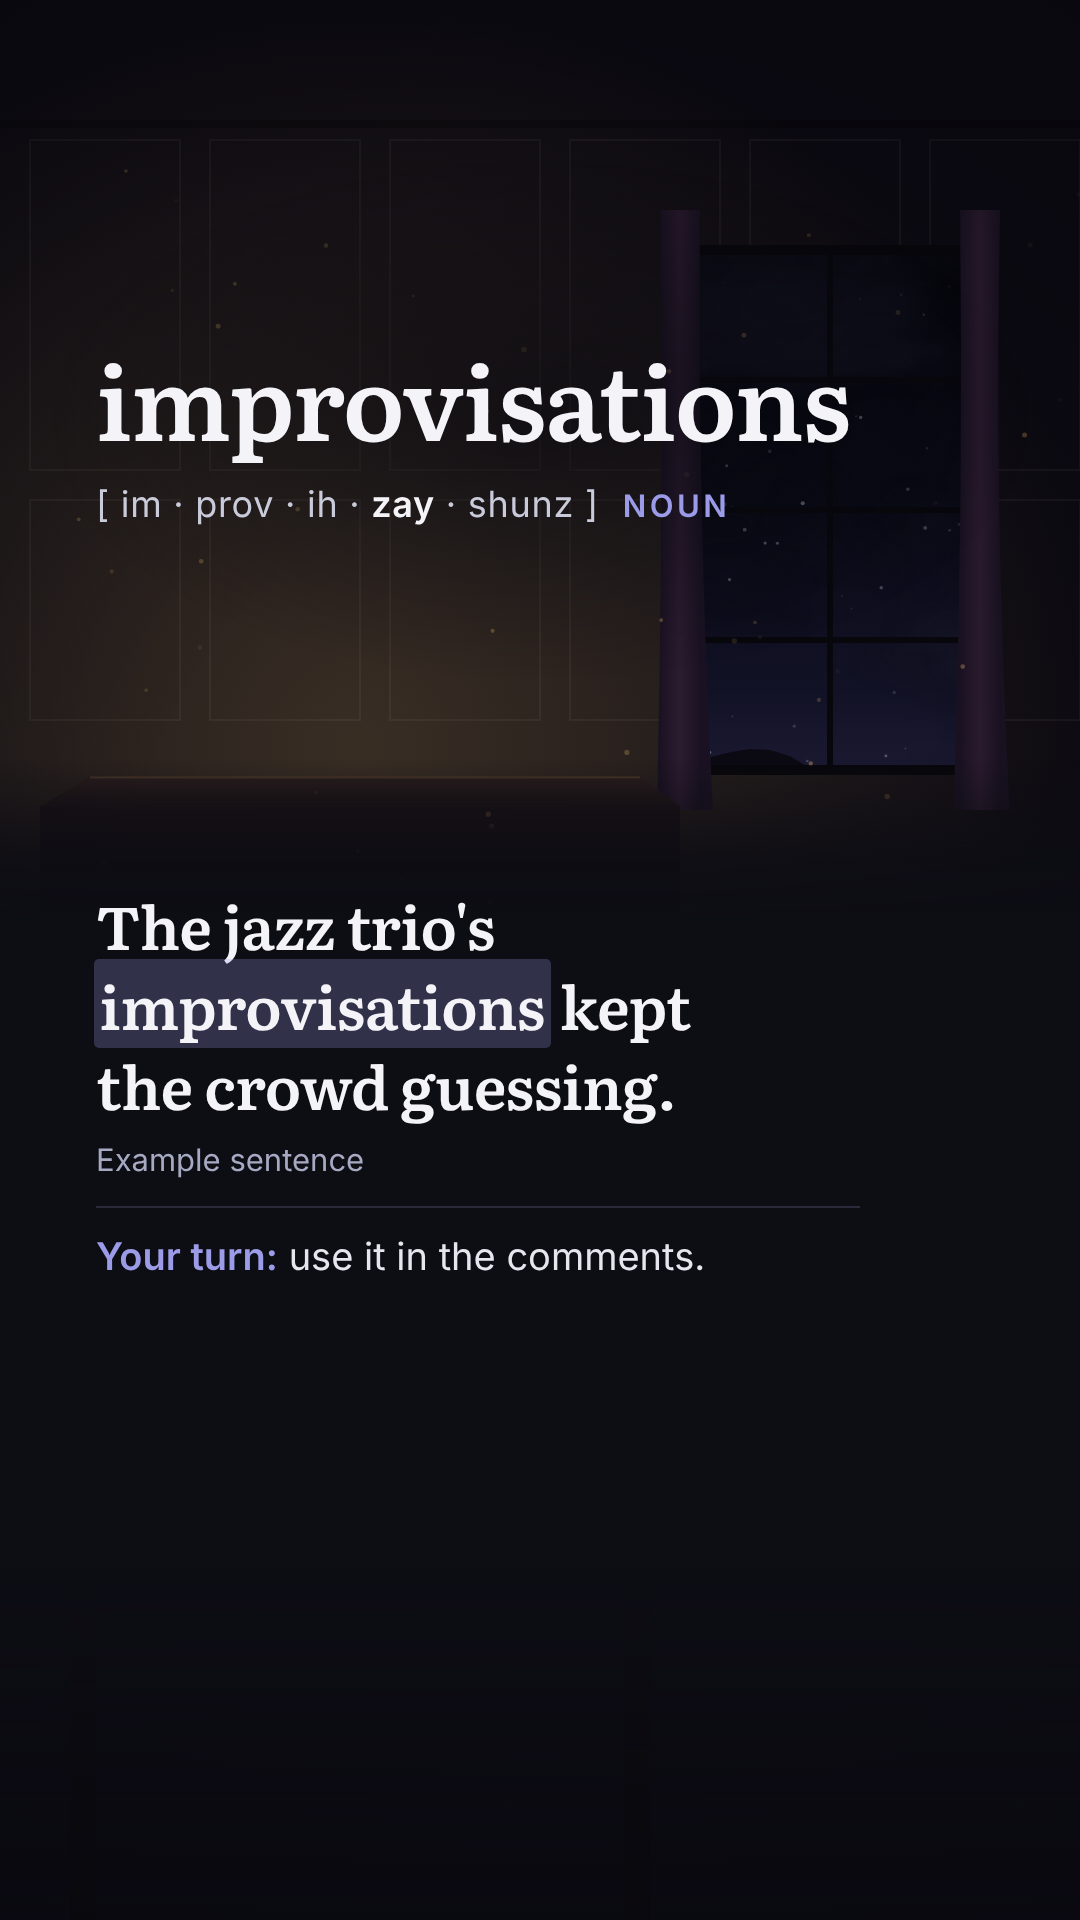 improvisations
[ im · prov · ih · zay · shunz ] NOUN
The jazz trio's
improvisations kept
the crowd guessing.
Example sentence
Your turn: use it in the comments.